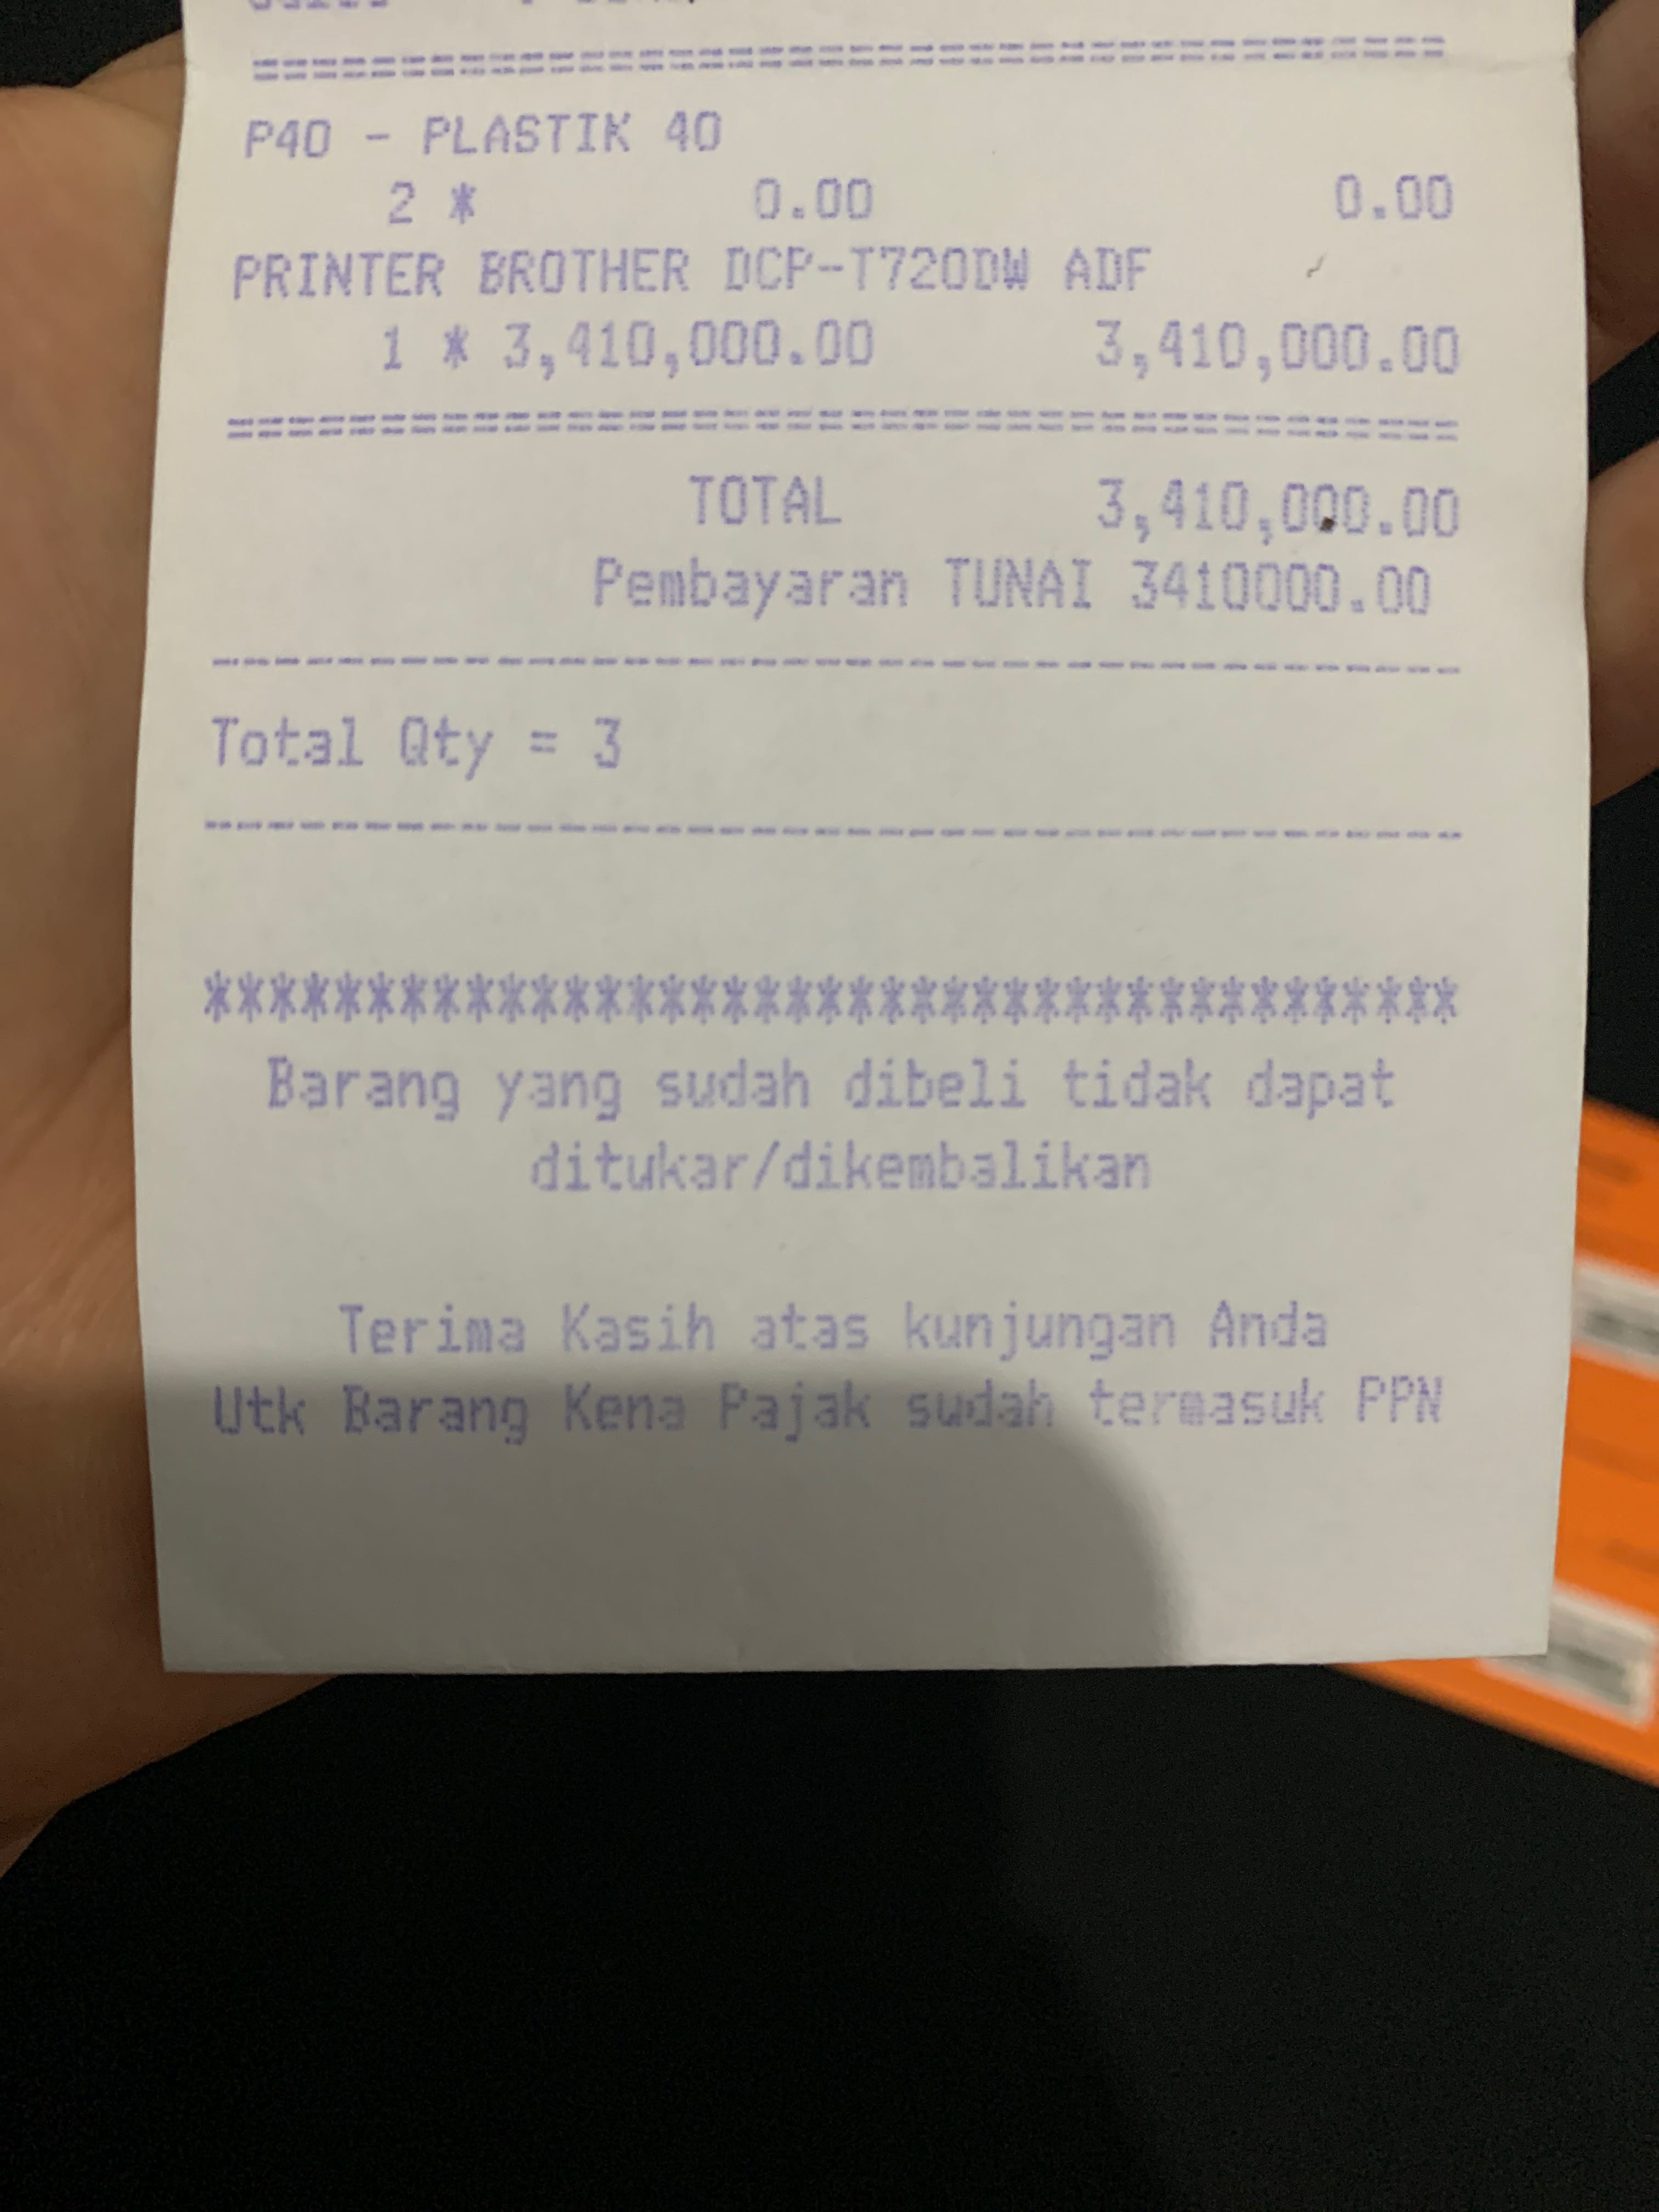 P40 - PLASTIK 40
2 * 0.00 0.00
PRINTER BROTHER DCP-T720DW ADF
1 * 3,410,000.00 3,410,000.00
TOTAL 3,410,000.00
Pembayaran TUNAI 3410000.00
Total Qty = 3
***************************************
Barang yang sudah dibeli tidak dapat
ditukar/dikembalikan
Terima Kasih atas kunjungan Anda
Utk Barang Kena Pajak sudah termasuk PPN